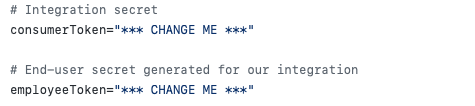 # Integration secret
consumerToken="*** CHANGE ME ***"
# End-user secret generated for our integration
employeeToken="*** CHANGE ME ***"